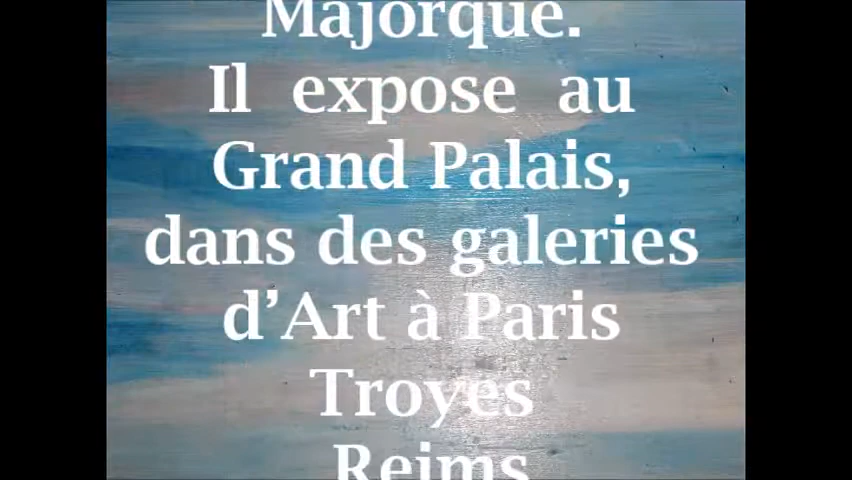 Majorque.
Il expose au
Grand Palais,
dans des galeries
d’Art à Paris
Troyes
Reims